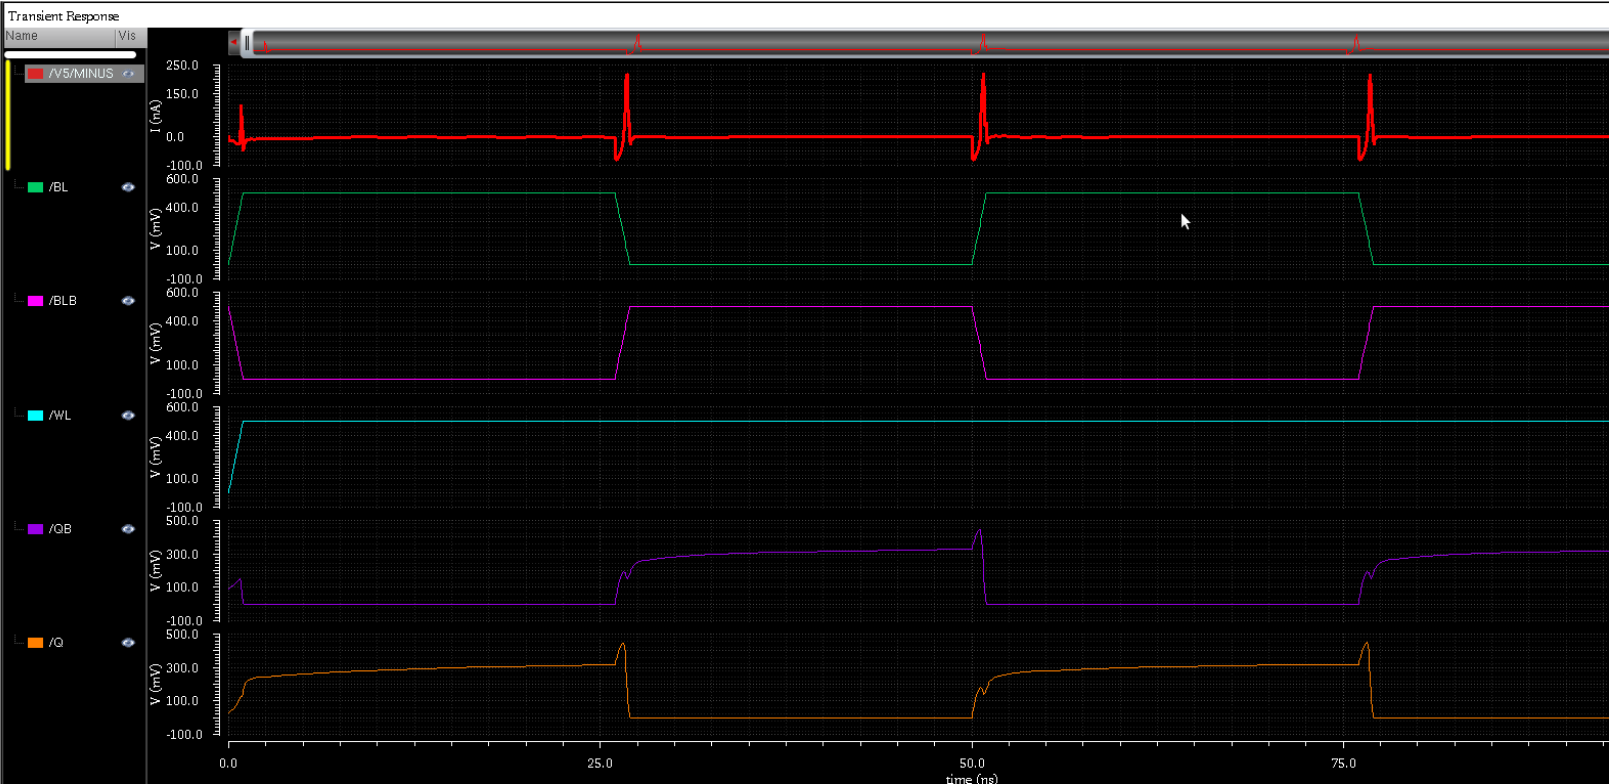 Transient Response
Name Vis
/V5/MINUS
250.0
150.0
0.0
-100.0
I (nA)
/BL
600.0
400.0
100.0
-100.0
V (mV)
/BLB
600.0
400.0
100.0
-100.0
V (mV)
/WL
600.0
400.0
100.0
-100.0
V (mV)
/QB
500.0
300.0
100.0
-100.0
V (mV)
/Q
500.0
300.0
100.0
-100.0
V (mV)
0.0 25.0 50.0 75.0
time (ns)